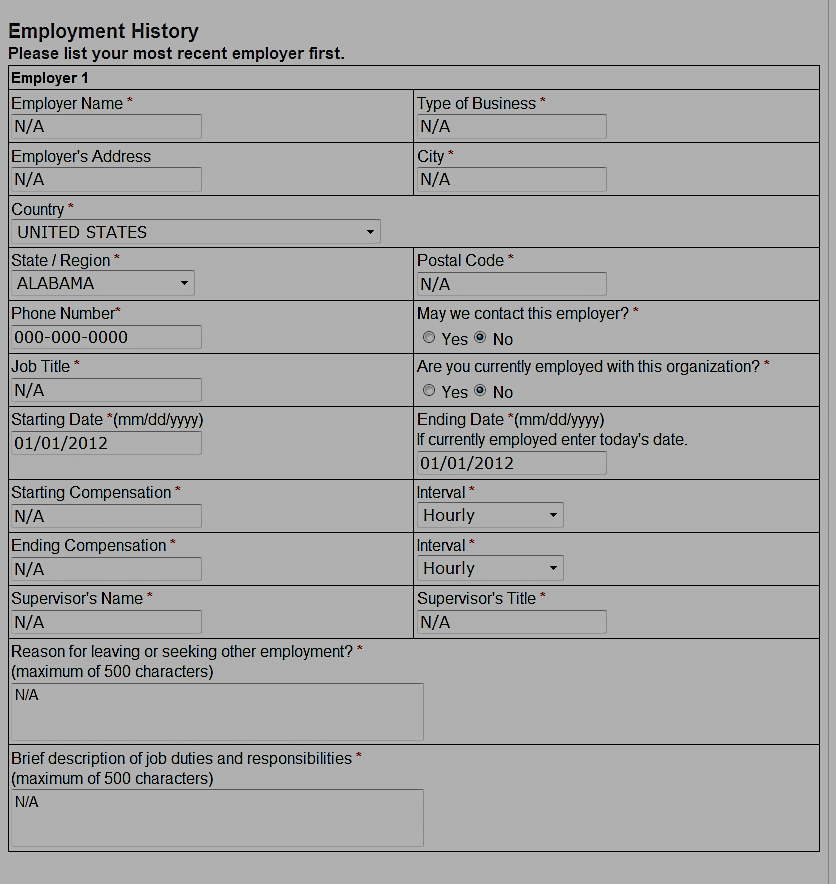 Employment History
Please list your most recent employer first.
Employer 1
Employer Name * Type of Business *
N/A N/A
Employer's Address City *
N/A N/A
Country *
UNITED STATES
State / Region * Postal Code *
ALABAMA N/A
Phone Number* May we contact this employer? *
000-000-0000 Yes No
Job Title * Are you currently employed with this organization? *
N/A Yes No
Starting Date *(mm/dd/yyyy) Ending Date *(mm/dd/yyyy)
01/01/2012 If currently employed enter today's date.
01/01/2012
Starting Compensation * Interval *
N/A Hourly
Ending Compensation * Interval *
N/A Hourly
Supervisor's Name * Supervisor's Title *
N/A N/A
Reason for leaving or seeking other employment? *
(maximum of 500 characters)
N/A
Brief description of job duties and responsibilities *
(maximum of 500 characters)
N/A